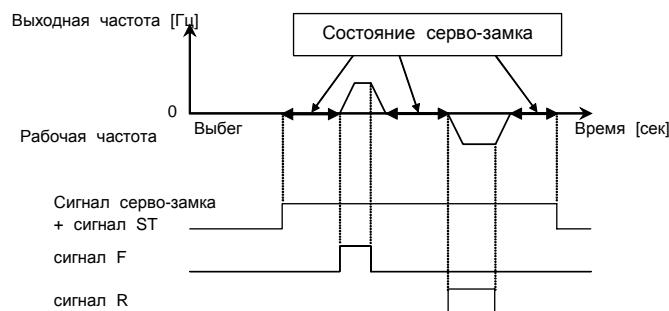 Выходная частота [Гц]
Состояние серво-замка
0
Выбег
Время [сек]
Рабочая частота
Сигнал серво-замка
+ сигнал ST
сигнал F
сигнал R